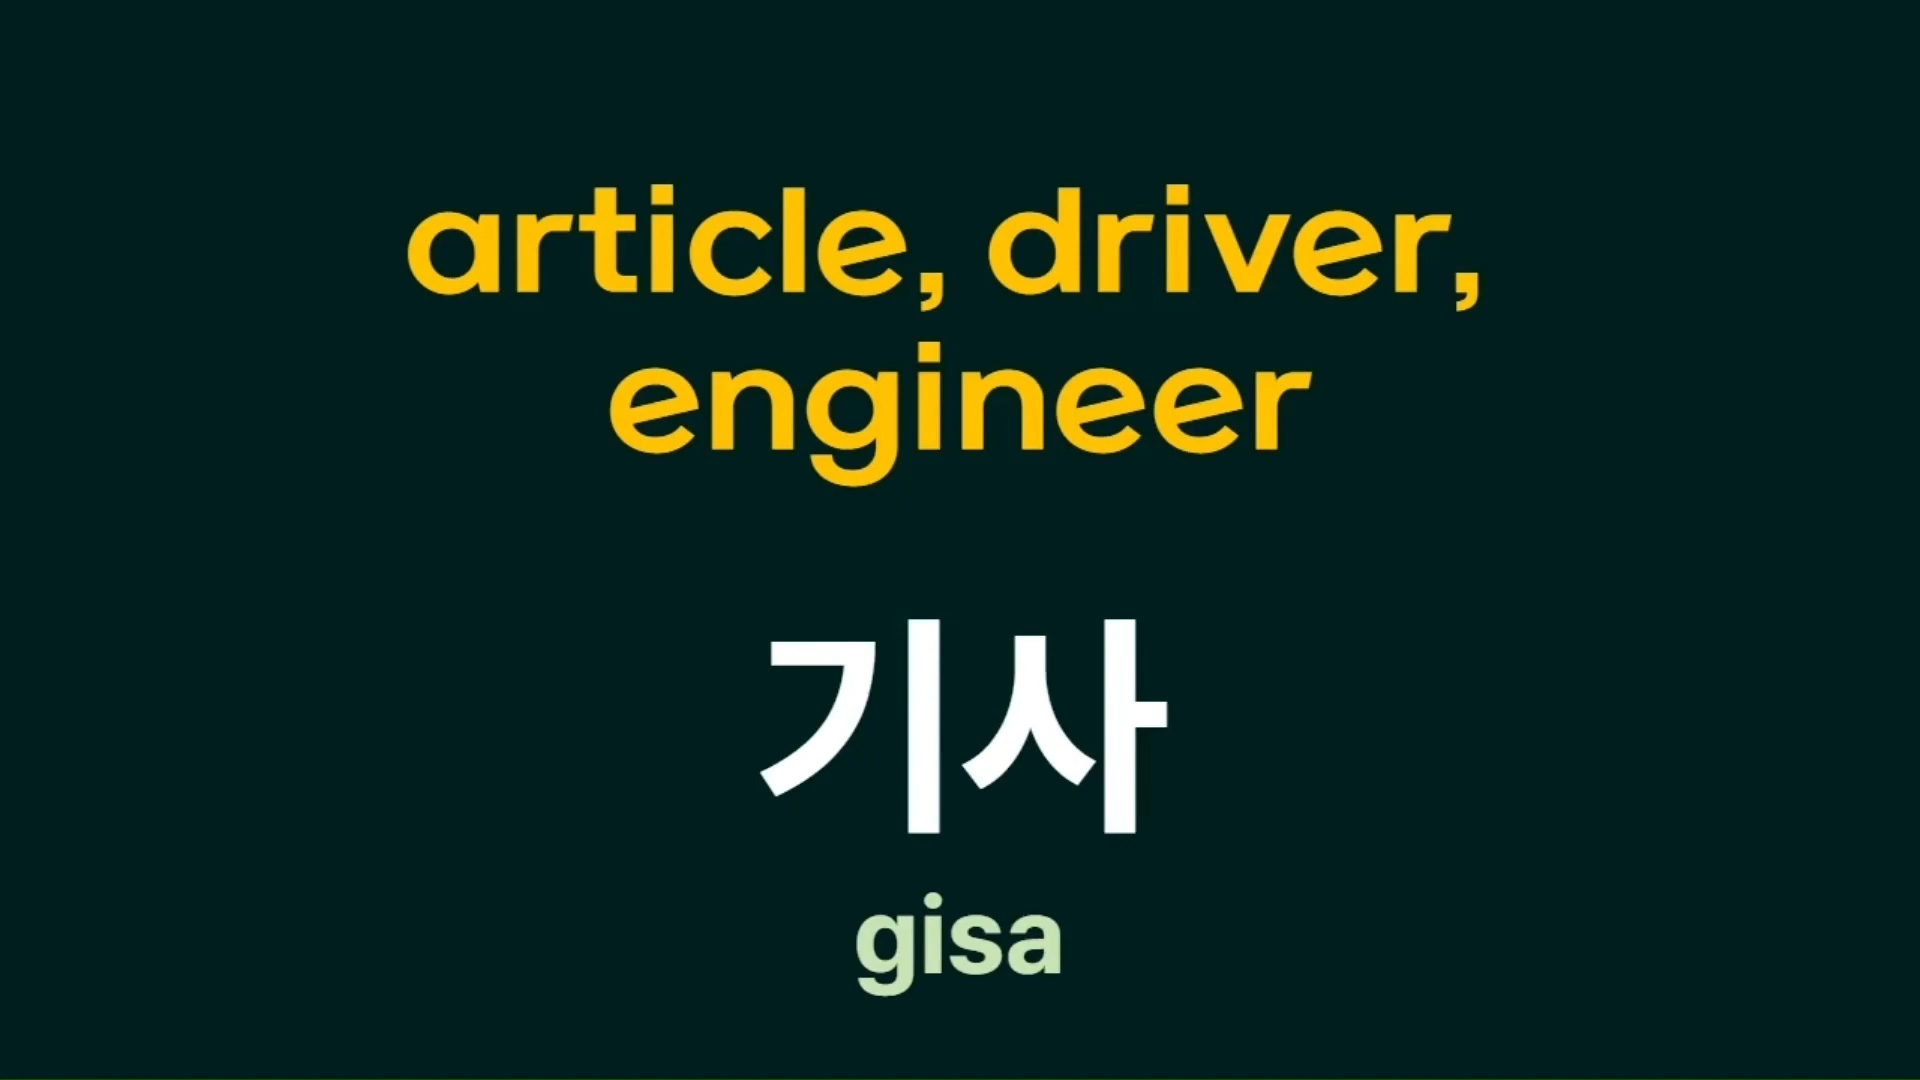 article, driver,
engineer
기사
gisa